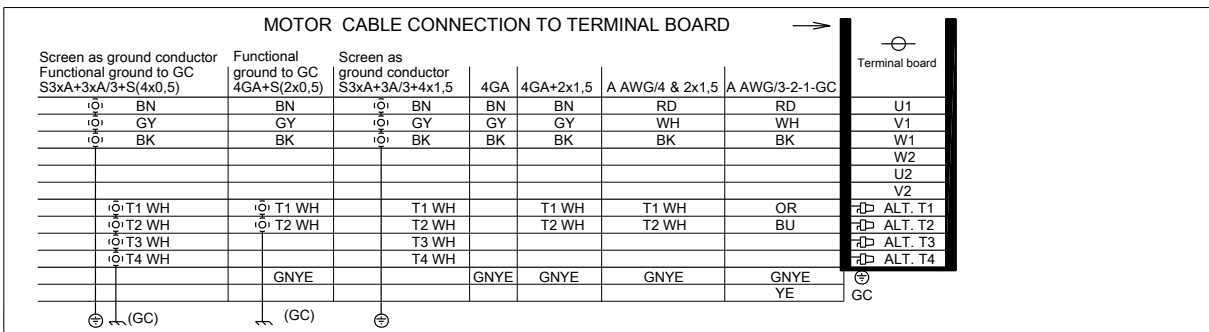 MOTOR CABLE CONNECTION TO TERMINAL BOARD
Terminal board
Screen as ground conductor
Functional ground to GC
S3xA+3xA/3+S(4x0,5)
Functional
ground to GC
4GA+S(2x0,5)
Screen as
ground conductor
S3xA+3A/3+4x1,5
4GA
4GA+2x1,5
A AWG/4 & 2x1,5
A AWG/3-2-1-GC
BN BN BN BN BN RD RD U1
GY GY GY GY GY WH WH V1
BK BK BK BK BK BK BK W1
W2
U2
V2
T1 WH T1 WH T1 WH T1 WH T1 WH OR ALT. T1
T2 WH T2 WH T2 WH T2 WH T2 WH BU ALT. T2
T3 WH T3 WH ALT. T3
T4 WH T4 WH ALT. T4
GNYE GNYE GNYE GNYE GNYE
YE GC
(GC) (GC)